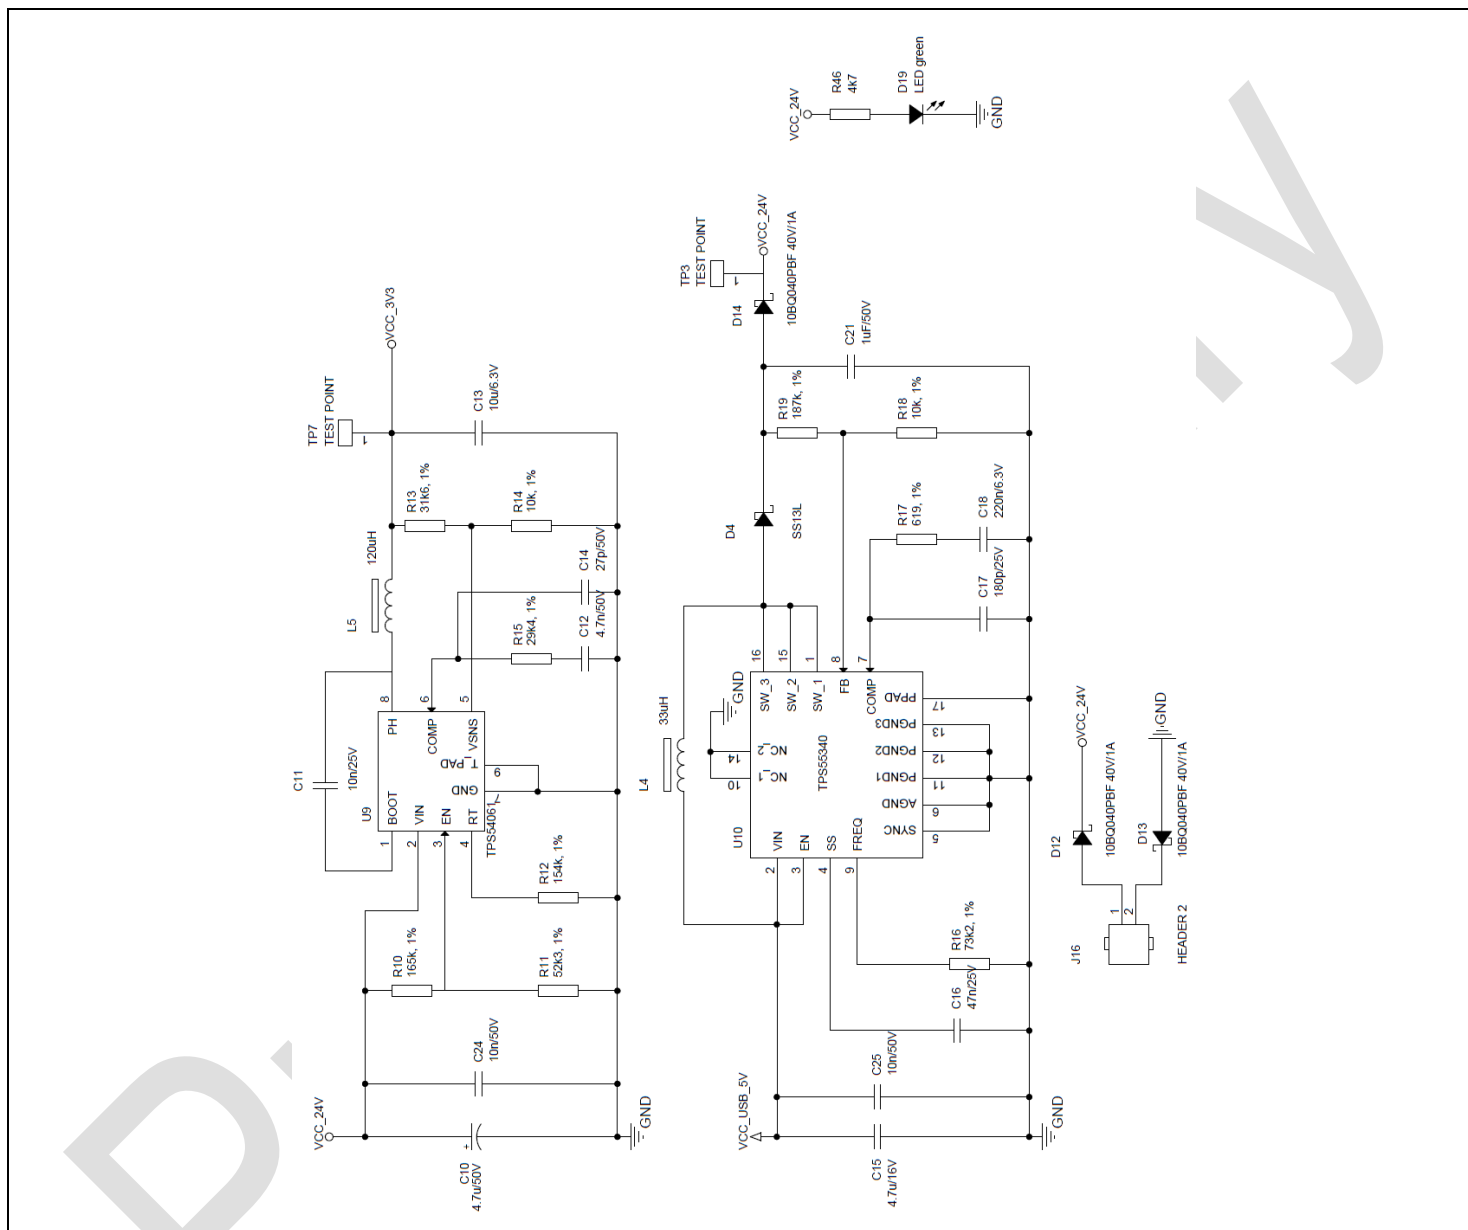 VCC_24V
R46
4k7
D19
LED green
GND
TP7
TEST POINT
1
VCC_3V3
C13
10u/6.3V
R13
31k6, 1%
R14
10k, 1%
L5
120uH
C14
27p/50V
R15
29k4, 1%
C12
4.7n/50V
C11
10n/25V
U9
BOOT
VIN
EN
RT
PH
COMP
VSNS
T_PAD
GND
1
2
3
4
8
6
5
9
7
TPS54061
R12
154k, 1%
R10
165k, 1%
R11
52k3, 1%
C24
10n/50V
VCC_24V
C10
+
4.7u/50V
GND
TP3
TEST POINT
1
VCC_24V
D14
10BQ040PBF 40V/1A
C21
1uF/50V
R19
187k, 1%
R18
10k, 1%
D4
SS13L
R17
619, 1%
C18
220n/6.3V
C17
180p/25V
L4
33uH
GND
16
15
1
8
7
SW_3
SW_2
SW_1
FB
COMP
NC_2
NC_1
14
10
TPS55340
U10
VIN
EN
SS
FREQ
2
3
4
9
PPAD
PGND3
PGND2
PGND1
AGND
SYNC
17
13
12
11
6
5
R16
73k2, 1%
C16
47n/25V
C25
10n/50V
VCC_USB_5V
C15
4.7u/16V
GND
VCC_24V
D12
10BQ040PBF 40V/1A
GND
D13
10BQ040PBF 40V/1A
1
2
J16
HEADER 2